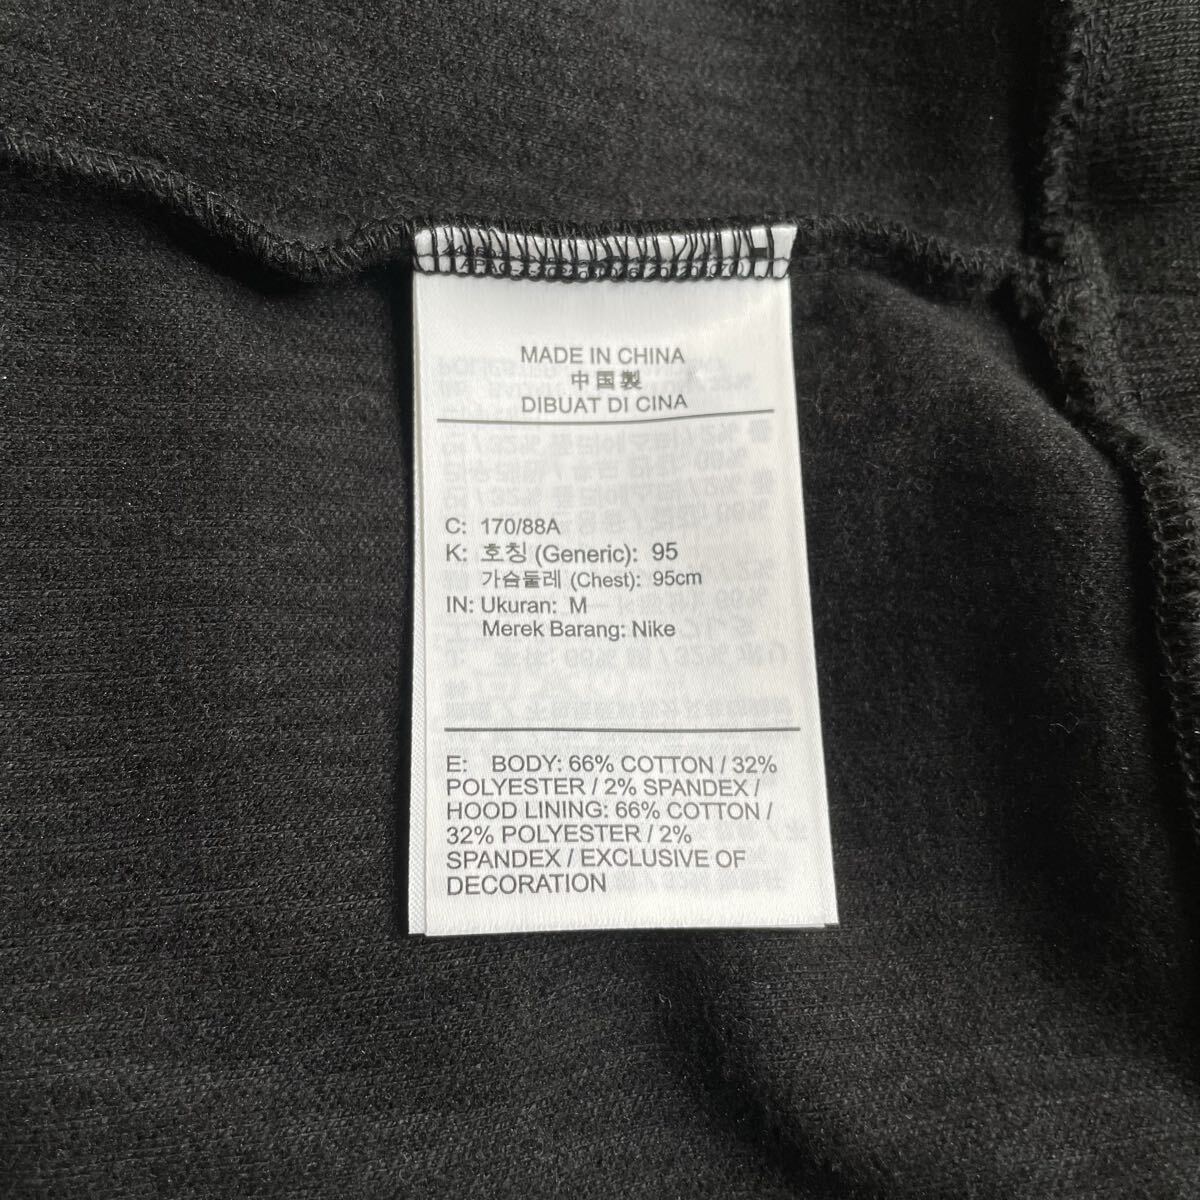 MADE IN CHINA
中国製
DIBUAT DI CINA
C: 170/88A
K: 호칭 (Generic): 95
가슴둘레 (Chest): 95cm
IN: Ukuran: M
Merek Barang: Nike
E: BODY: 66% COTTON / 32%
POLYESTER / 2% SPANDEX /
HOOD LINING: 66% COTTON /
32% POLYESTER / 2%
SPANDEX / EXCLUSIVE OF
DECORATION